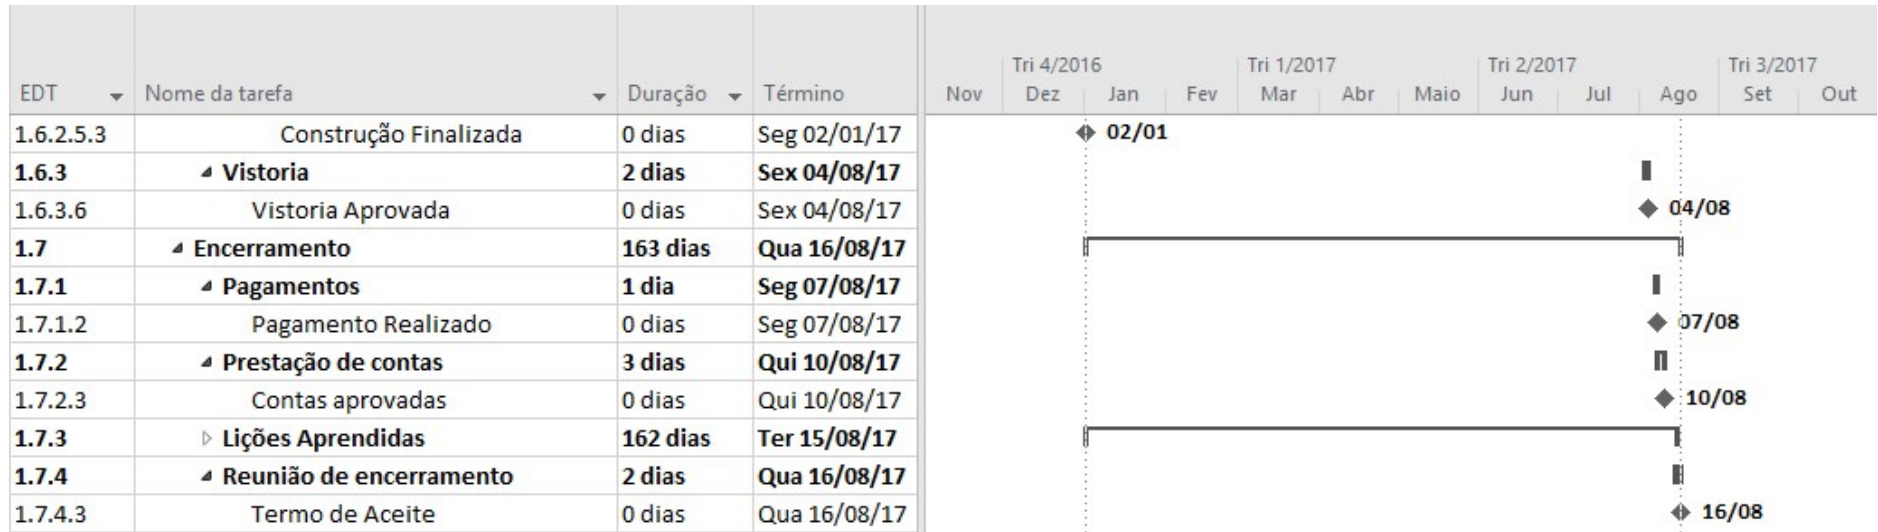 Tri 4/2016 Tri 1/2017 Tri 2/2017 Tri 3/2017
EDT Nome da tarefa Duração Término Nov Dez Jan Fev Mar Abr Maio Jun Jul Ago Set Out
1.6.2.5.3 Construção Finalizada 0 dias Seg 02/01/17 02/01
1.6.3 Vistoria 2 dias Sex 04/08/17
1.6.3.6 Vistoria Aprovada 0 dias Sex 04/08/17 04/08
1.7 Encerramento 163 dias Qua 16/08/17
1.7.1 Pagamentos 1 dia Seg 07/08/17
1.7.1.2 Pagamento Realizado 0 dias Seg 07/08/17 07/08
1.7.2 Prestação de contas 3 dias Qui 10/08/17
1.7.2.3 Contas aprovadas 0 dias Qui 10/08/17 10/08
1.7.3 Lições Aprendidas 162 dias Ter 15/08/17
1.7.4 Reunião de encerramento 2 dias Qua 16/08/17
1.7.4.3 Termo de Aceite 0 dias Qua 16/08/17 16/08